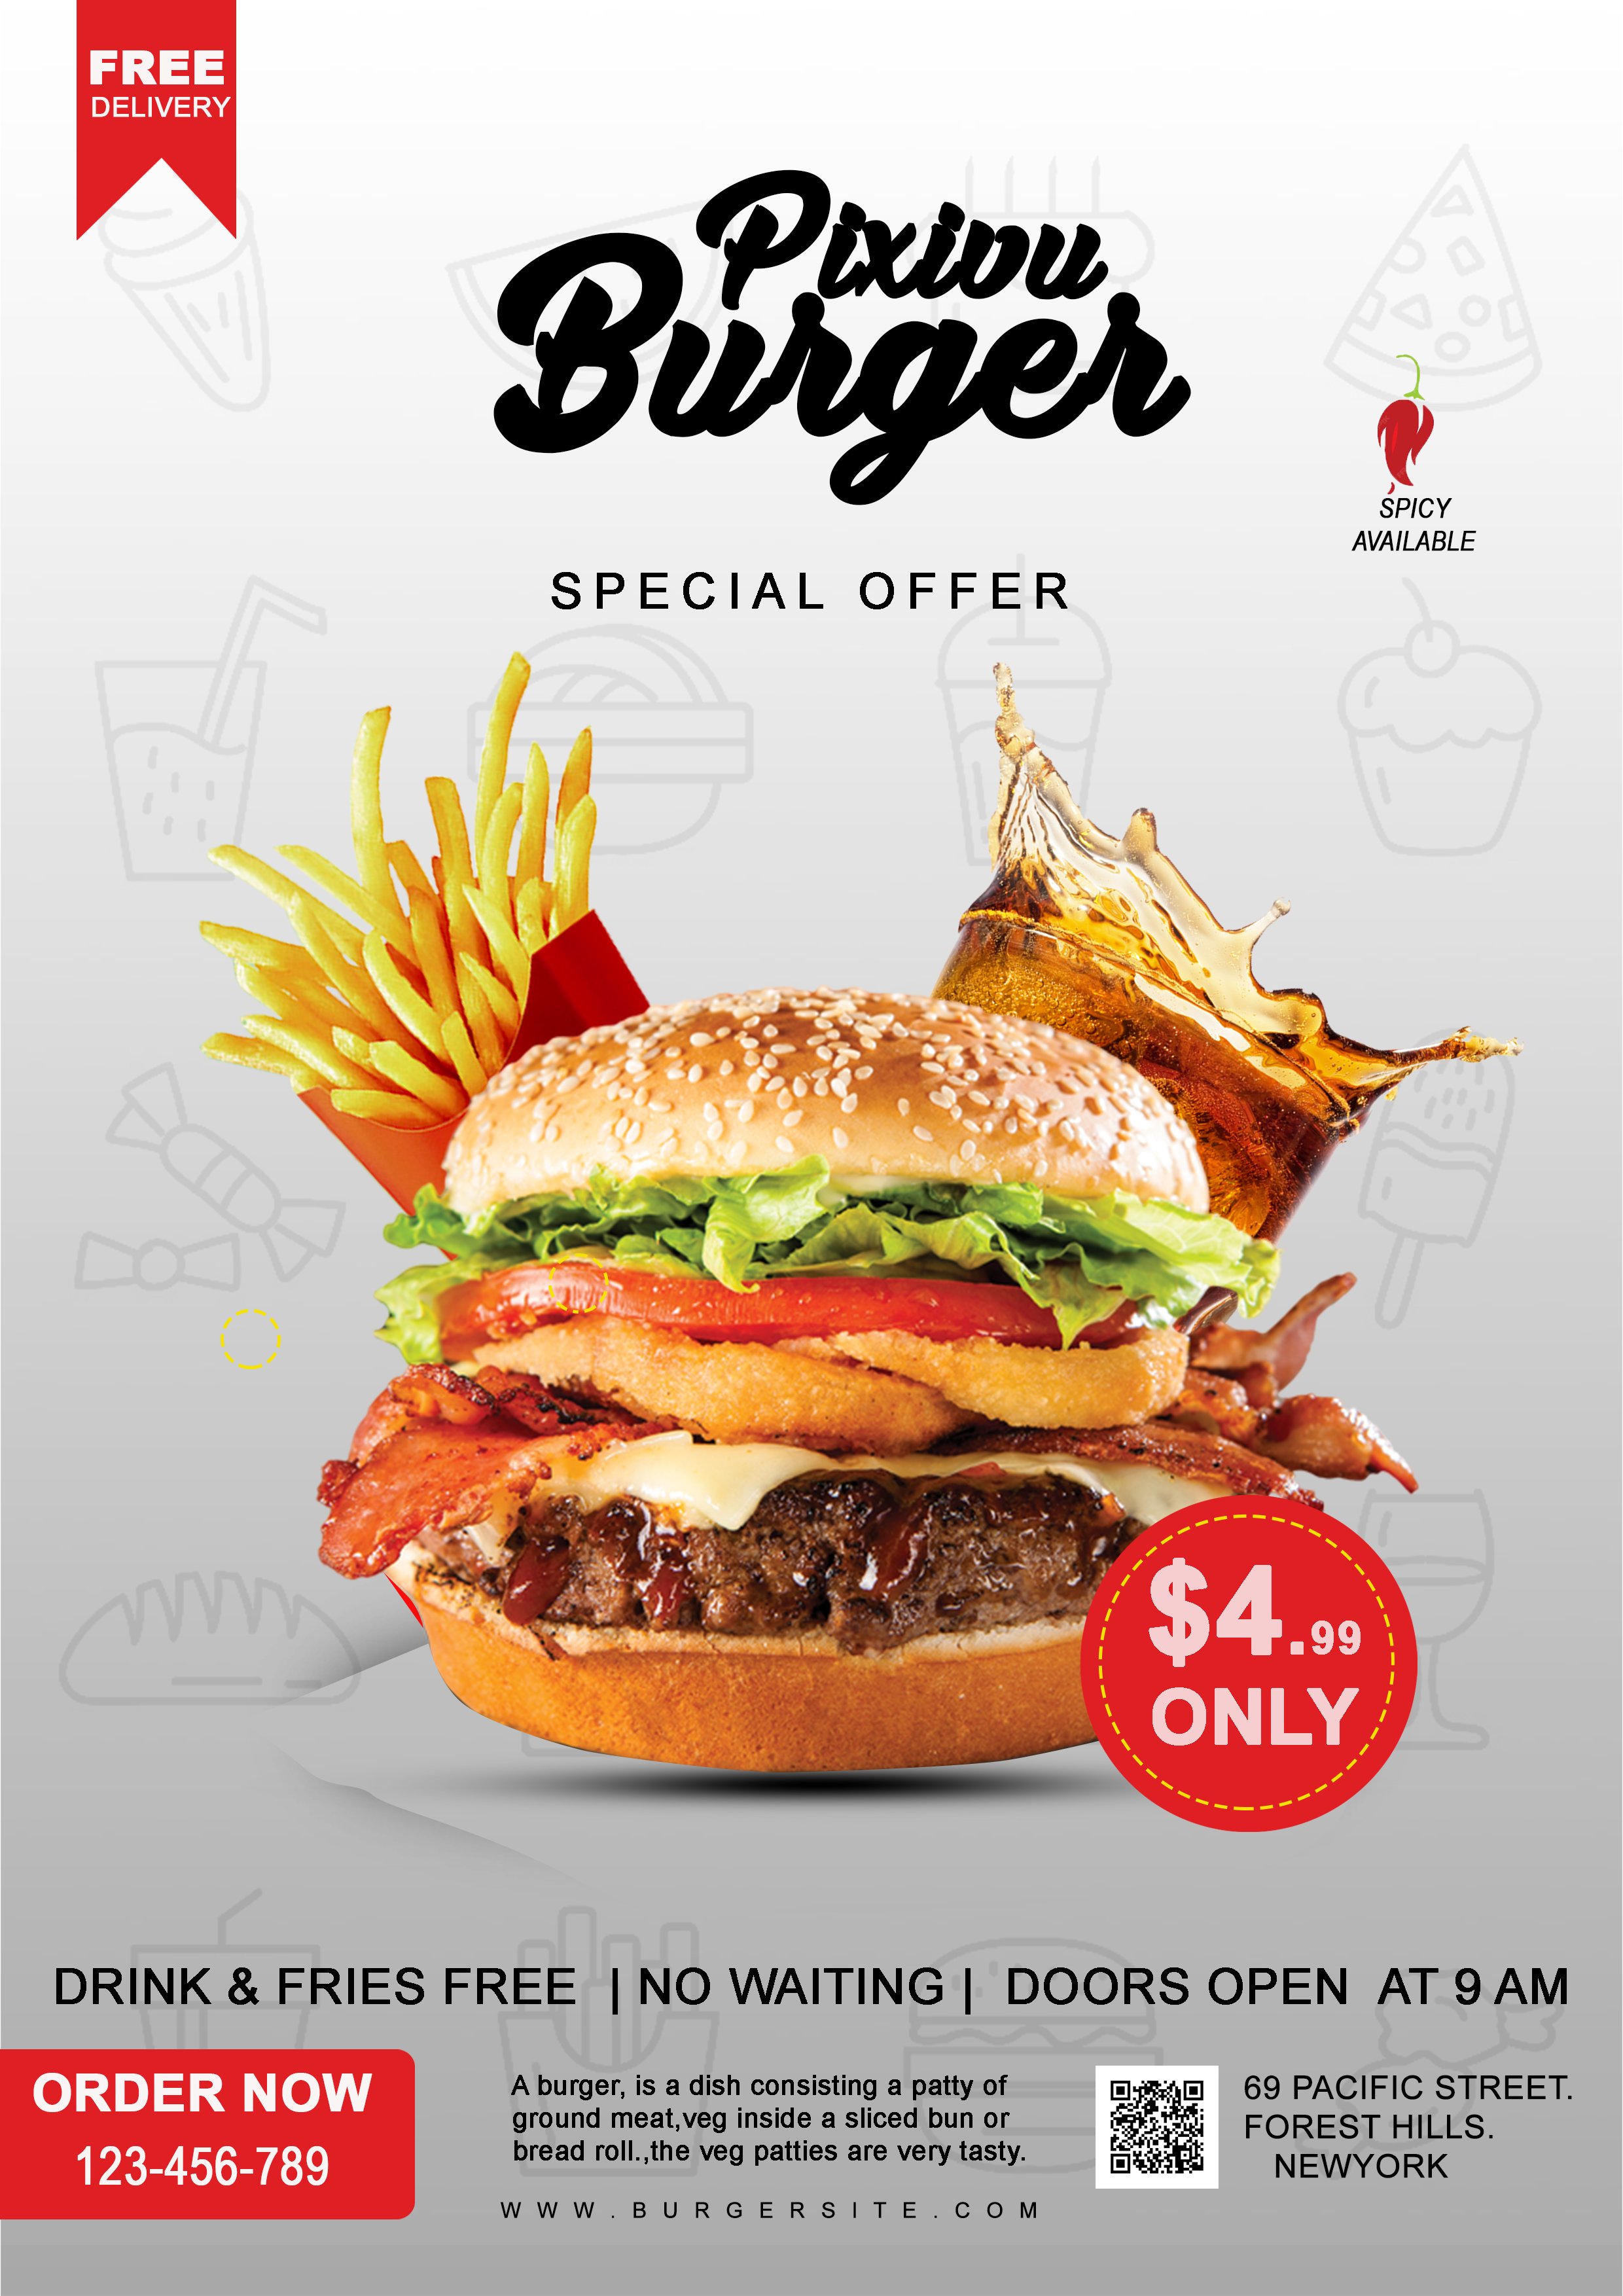 FREE
DELIVERY
Pixivu
Burger
SPICY
AVAILABLE
SPECIAL OFFER
$4.99
ONLY
DRINK & FRIES FREE | NO WAITING | DOORS OPEN AT 9 AM
ORDER NOW
123-456-789
A burger, is a dish consisting a patty of
ground meat,veg inside a sliced bun or
bread roll.,the veg patties are very tasty.
WWW.BURGERSITE.COM
69 PACIFIC STREET.
FOREST HILLS.
NEWYORK